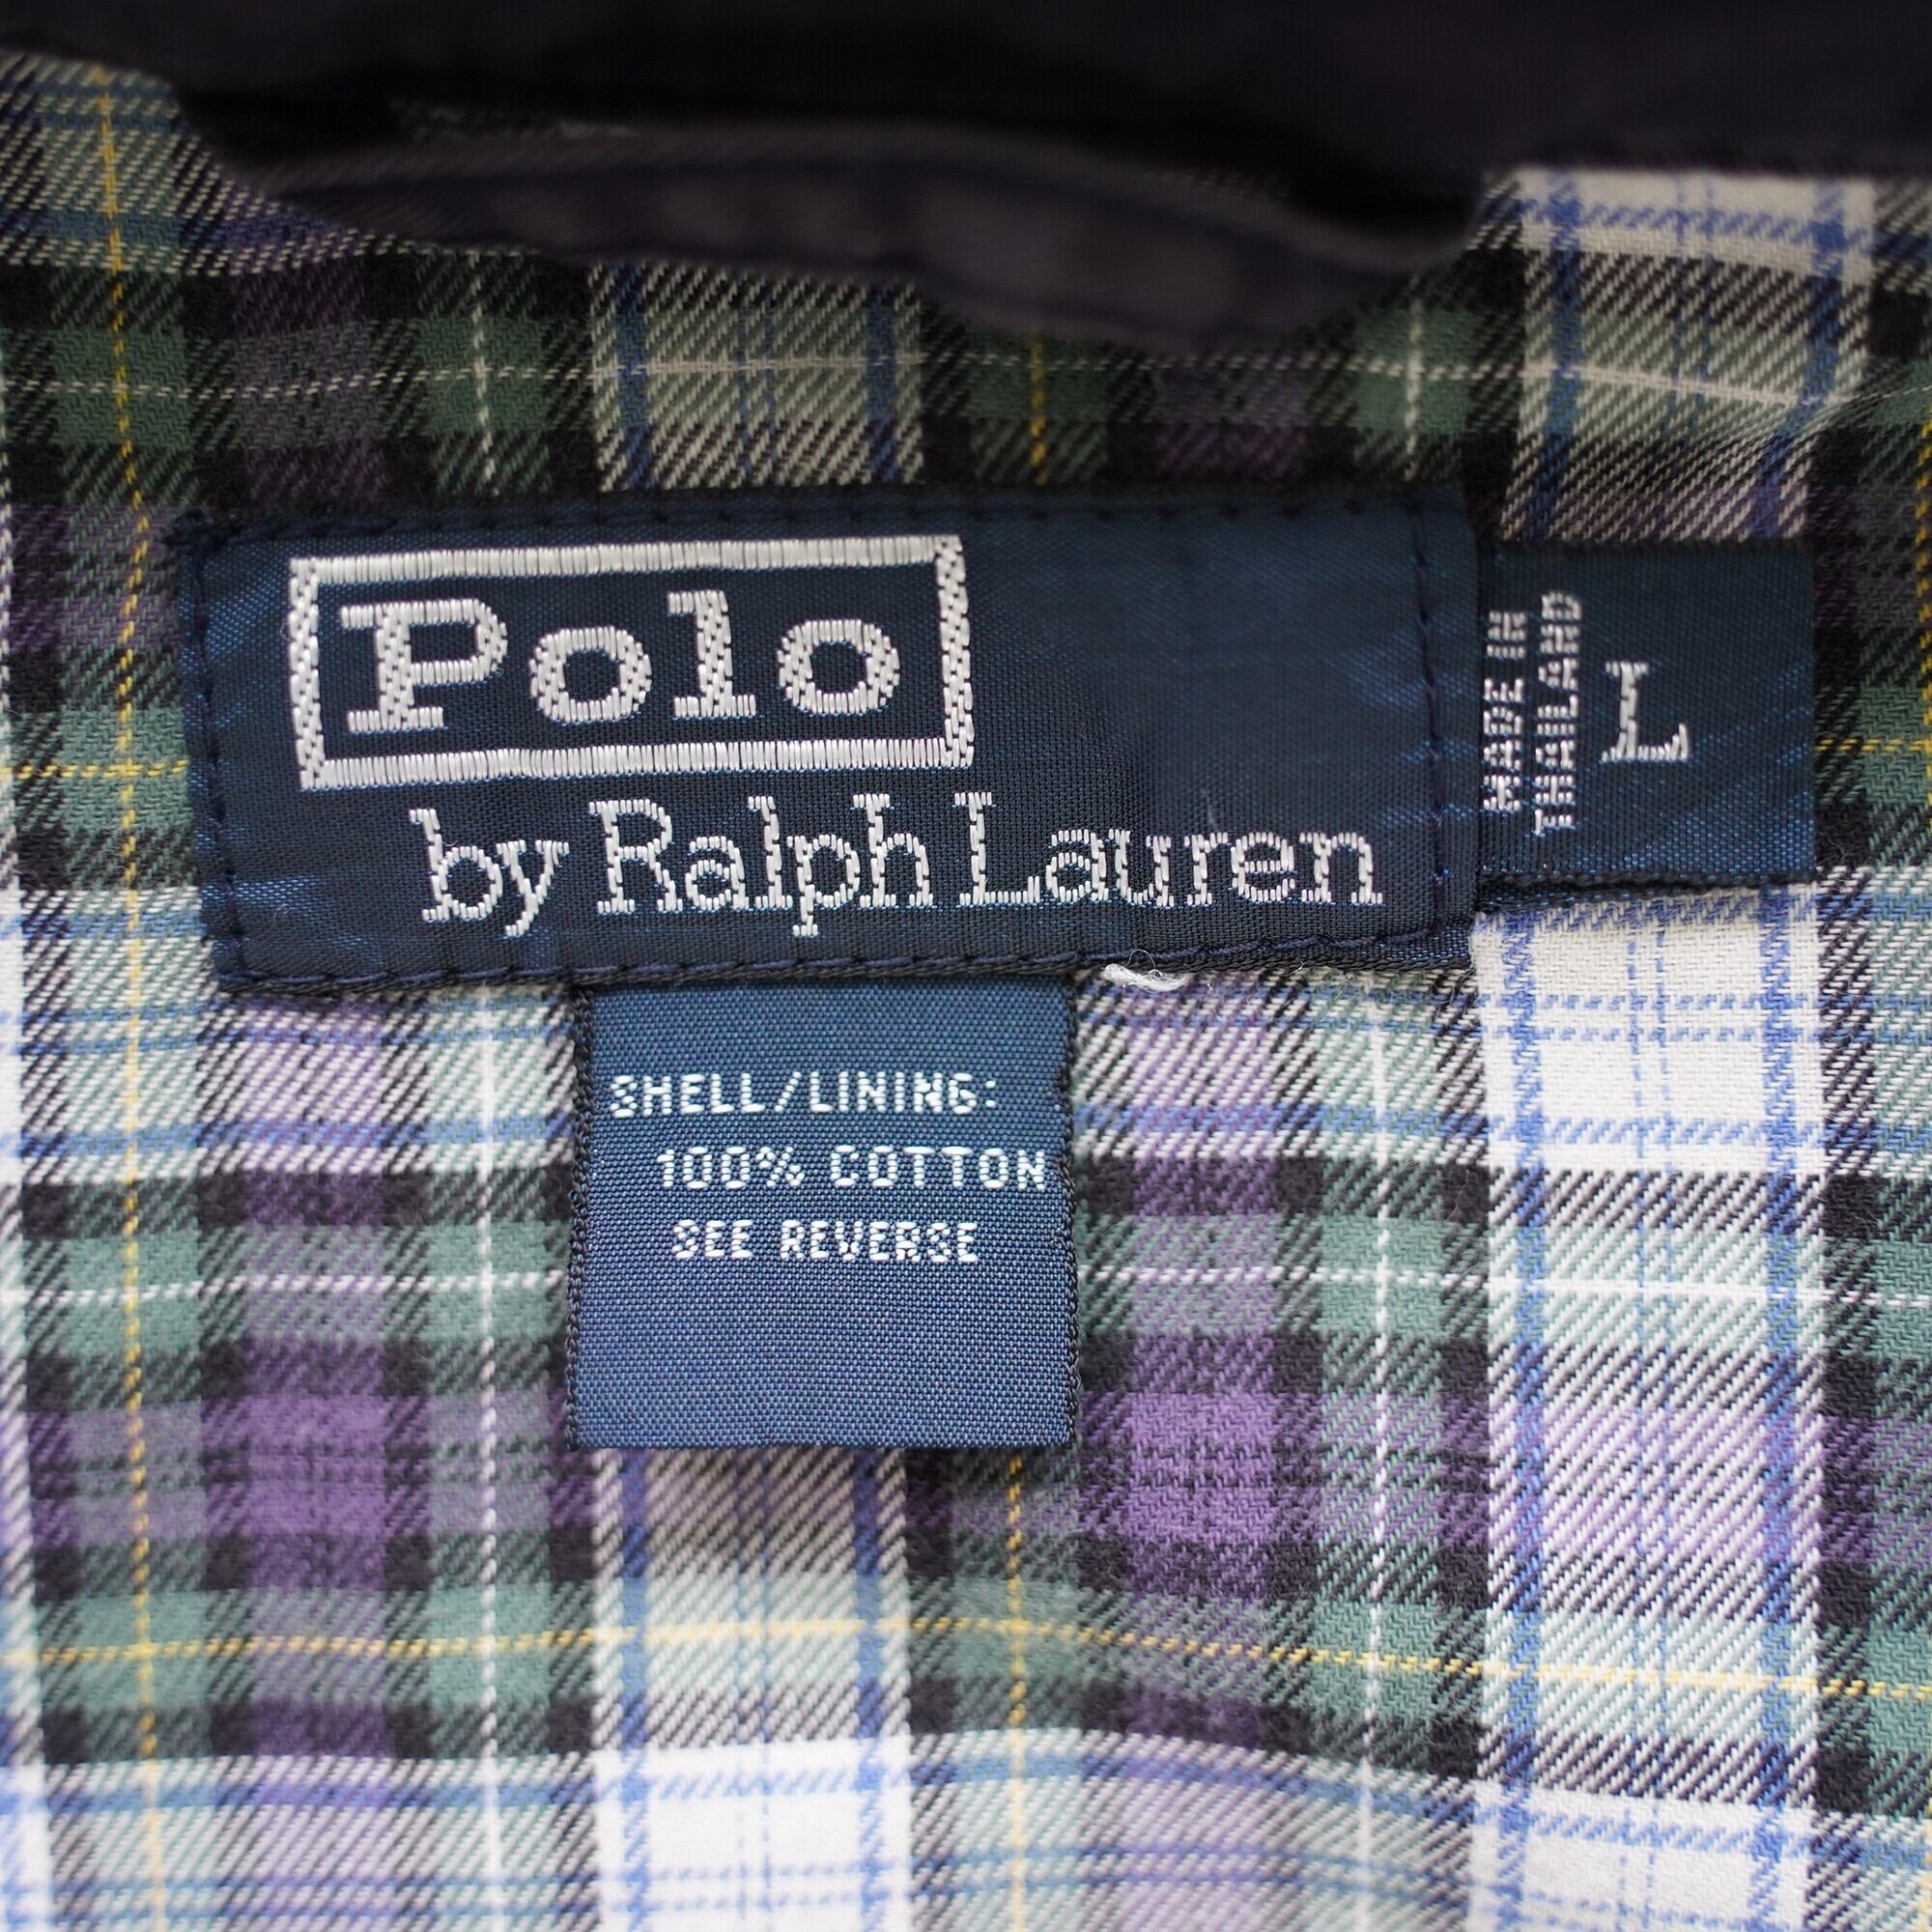 Polo
by Ralph Lauren
MADE IN
THAILAND
L
SHELL/LINING:
100% COTTON
SEE REVERSE